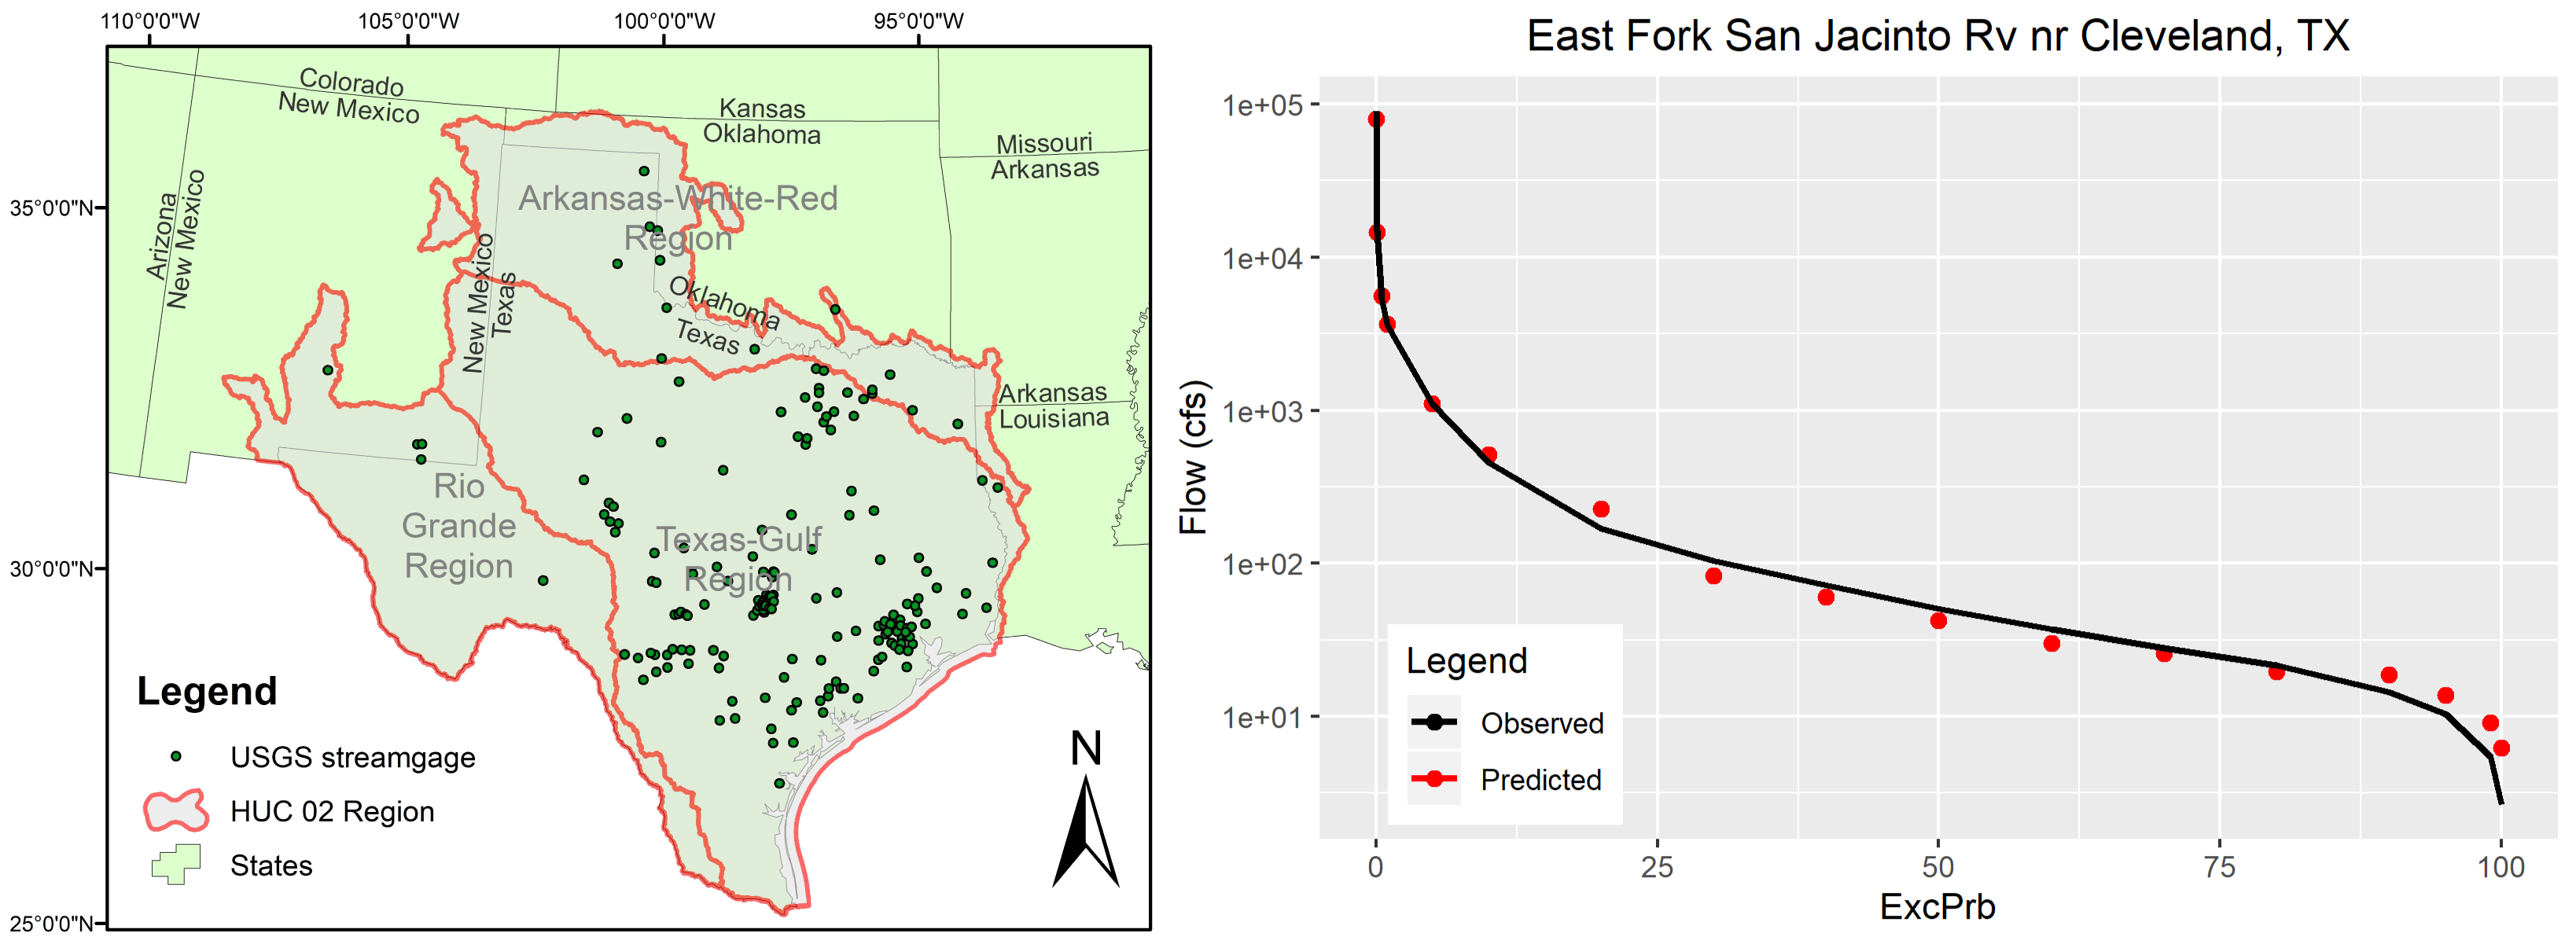 110°0'0"W
105°0'0"W
100°0'0"W
95°0'0"W
35°0'0"N
30°0'0"N
25°0'0"N
Colorado
New Mexico
Kansas
Oklahoma
Missouri
Arkansas
Arizona
New Mexico
Arkansas-White-Red
Region
New Mexico
Texas
Oklahoma
Texas
Arkansas
Louisiana
Rio
Grande
Region
Texas-Gulf
Region
Legend
USGS streamgage
HUC 02 Region
States
N
East Fork San Jacinto Rv nr Cleveland, TX
Flow (cfs)
1e+05
1e+04
1e+03
1e+02
1e+01
Legend
Observed
Predicted
0
25
50
75
100
ExcPrb